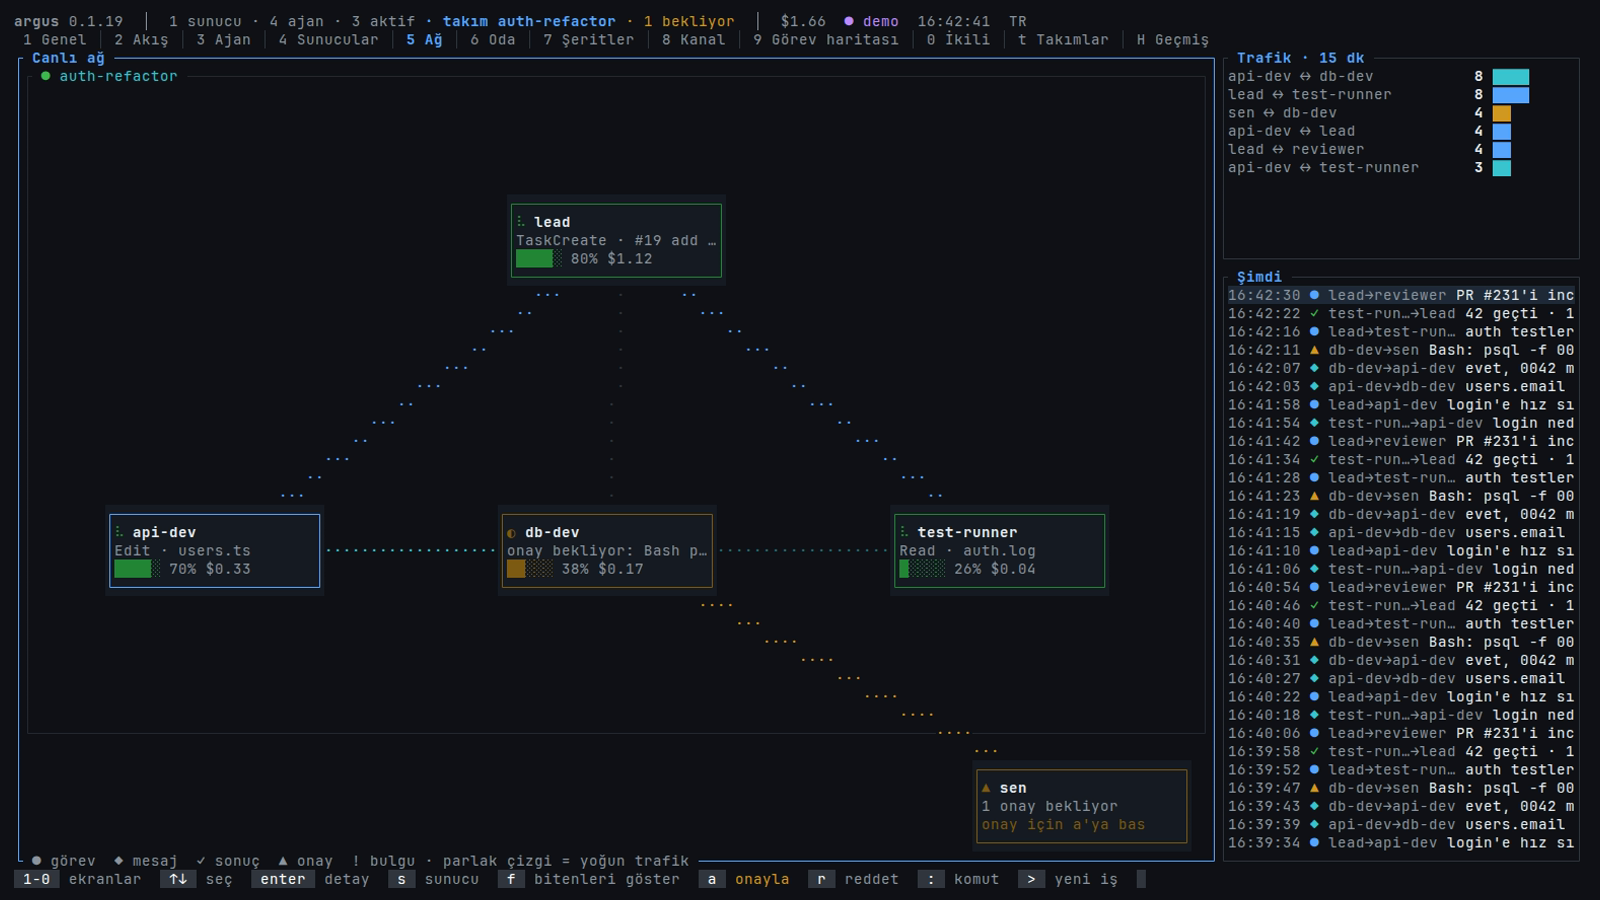 argus 0.1.19 │ 1 sunucu · 4 ajan · 3 aktif · takım auth-refactor · 1 bekliyor │ $1.66 ● demo 16:42:41 TR
1 Genel │ 2 Akış │ 3 Ajan │ 4 Sunucular │ 5 Ağ │ 6 Oda │ 7 Şeritler │ 8 Kanal │ 9 Görev haritası │ 0 İkili │ t Takımlar │ H Geçmiş
Canlı ağ
● auth-refactor
lead
TaskCreate · #19 add …
80% $1.12
api-dev
Edit · users.ts
70% $0.33
◐ db-dev
onay bekliyor: Bash p…
38% $0.17
test-runner
Read · auth.log
26% $0.04
▲ sen
1 onay bekliyor
onay için a'ya bas
● görev ◆ mesaj ✓ sonuç ▲ onay ! bulgu · parlak çizgi = yoğun trafik
Trafik · 15 dk
api-dev ↔ db-dev 8
lead ↔ test-runner 8
sen ↔ db-dev 4
api-dev ↔ lead 4
lead ↔ reviewer 4
api-dev ↔ test-runner 3
Şimdi
16:42:30 ● lead→reviewer PR #231'i inc
16:42:22 ✓ test-run…→lead 42 geçti · 1
16:42:16 ● lead→test-run… auth testler
16:42:11 ▲ db-dev→sen Bash: psql -f 00
16:42:07 ◆ db-dev→api-dev evet, 0042 m
16:42:03 ◆ api-dev→db-dev users.email
16:41:58 ● lead→api-dev login'e hız sı
16:41:54 ◆ test-run…→api-dev login ned
16:41:42 ● lead→reviewer PR #231'i inc
16:41:34 ✓ test-run…→lead 42 geçti · 1
16:41:28 ● lead→test-run… auth testler
16:41:23 ▲ db-dev→sen Bash: psql -f 00
16:41:19 ◆ db-dev→api-dev evet, 0042 m
16:41:15 ◆ api-dev→db-dev users.email
16:41:10 ● lead→api-dev login'e hız sı
16:41:06 ◆ test-run…→api-dev login ned
16:40:54 ● lead→reviewer PR #231'i inc
16:40:46 ✓ test-run…→lead 42 geçti · 1
16:40:40 ● lead→test-run… auth testler
16:40:35 ▲ db-dev→sen Bash: psql -f 00
16:40:31 ◆ db-dev→api-dev evet, 0042 m
16:40:27 ◆ api-dev→db-dev users.email
16:40:22 ● lead→api-dev login'e hız sı
16:40:18 ◆ test-run…→api-dev login ned
16:40:06 ● lead→reviewer PR #231'i inc
16:39:58 ✓ test-run…→lead 42 geçti · 1
16:39:52 ● lead→test-run… auth testler
16:39:47 ▲ db-dev→sen Bash: psql -f 00
16:39:43 ◆ db-dev→api-dev evet, 0042 m
16:39:39 ◆ api-dev→db-dev users.email
16:39:34 ● lead→api-dev login'e hız sı
1-0 ekranlar ↑↓ seç enter detay s sunucu f bitenleri göster a onayla r reddet : komut > yeni iş